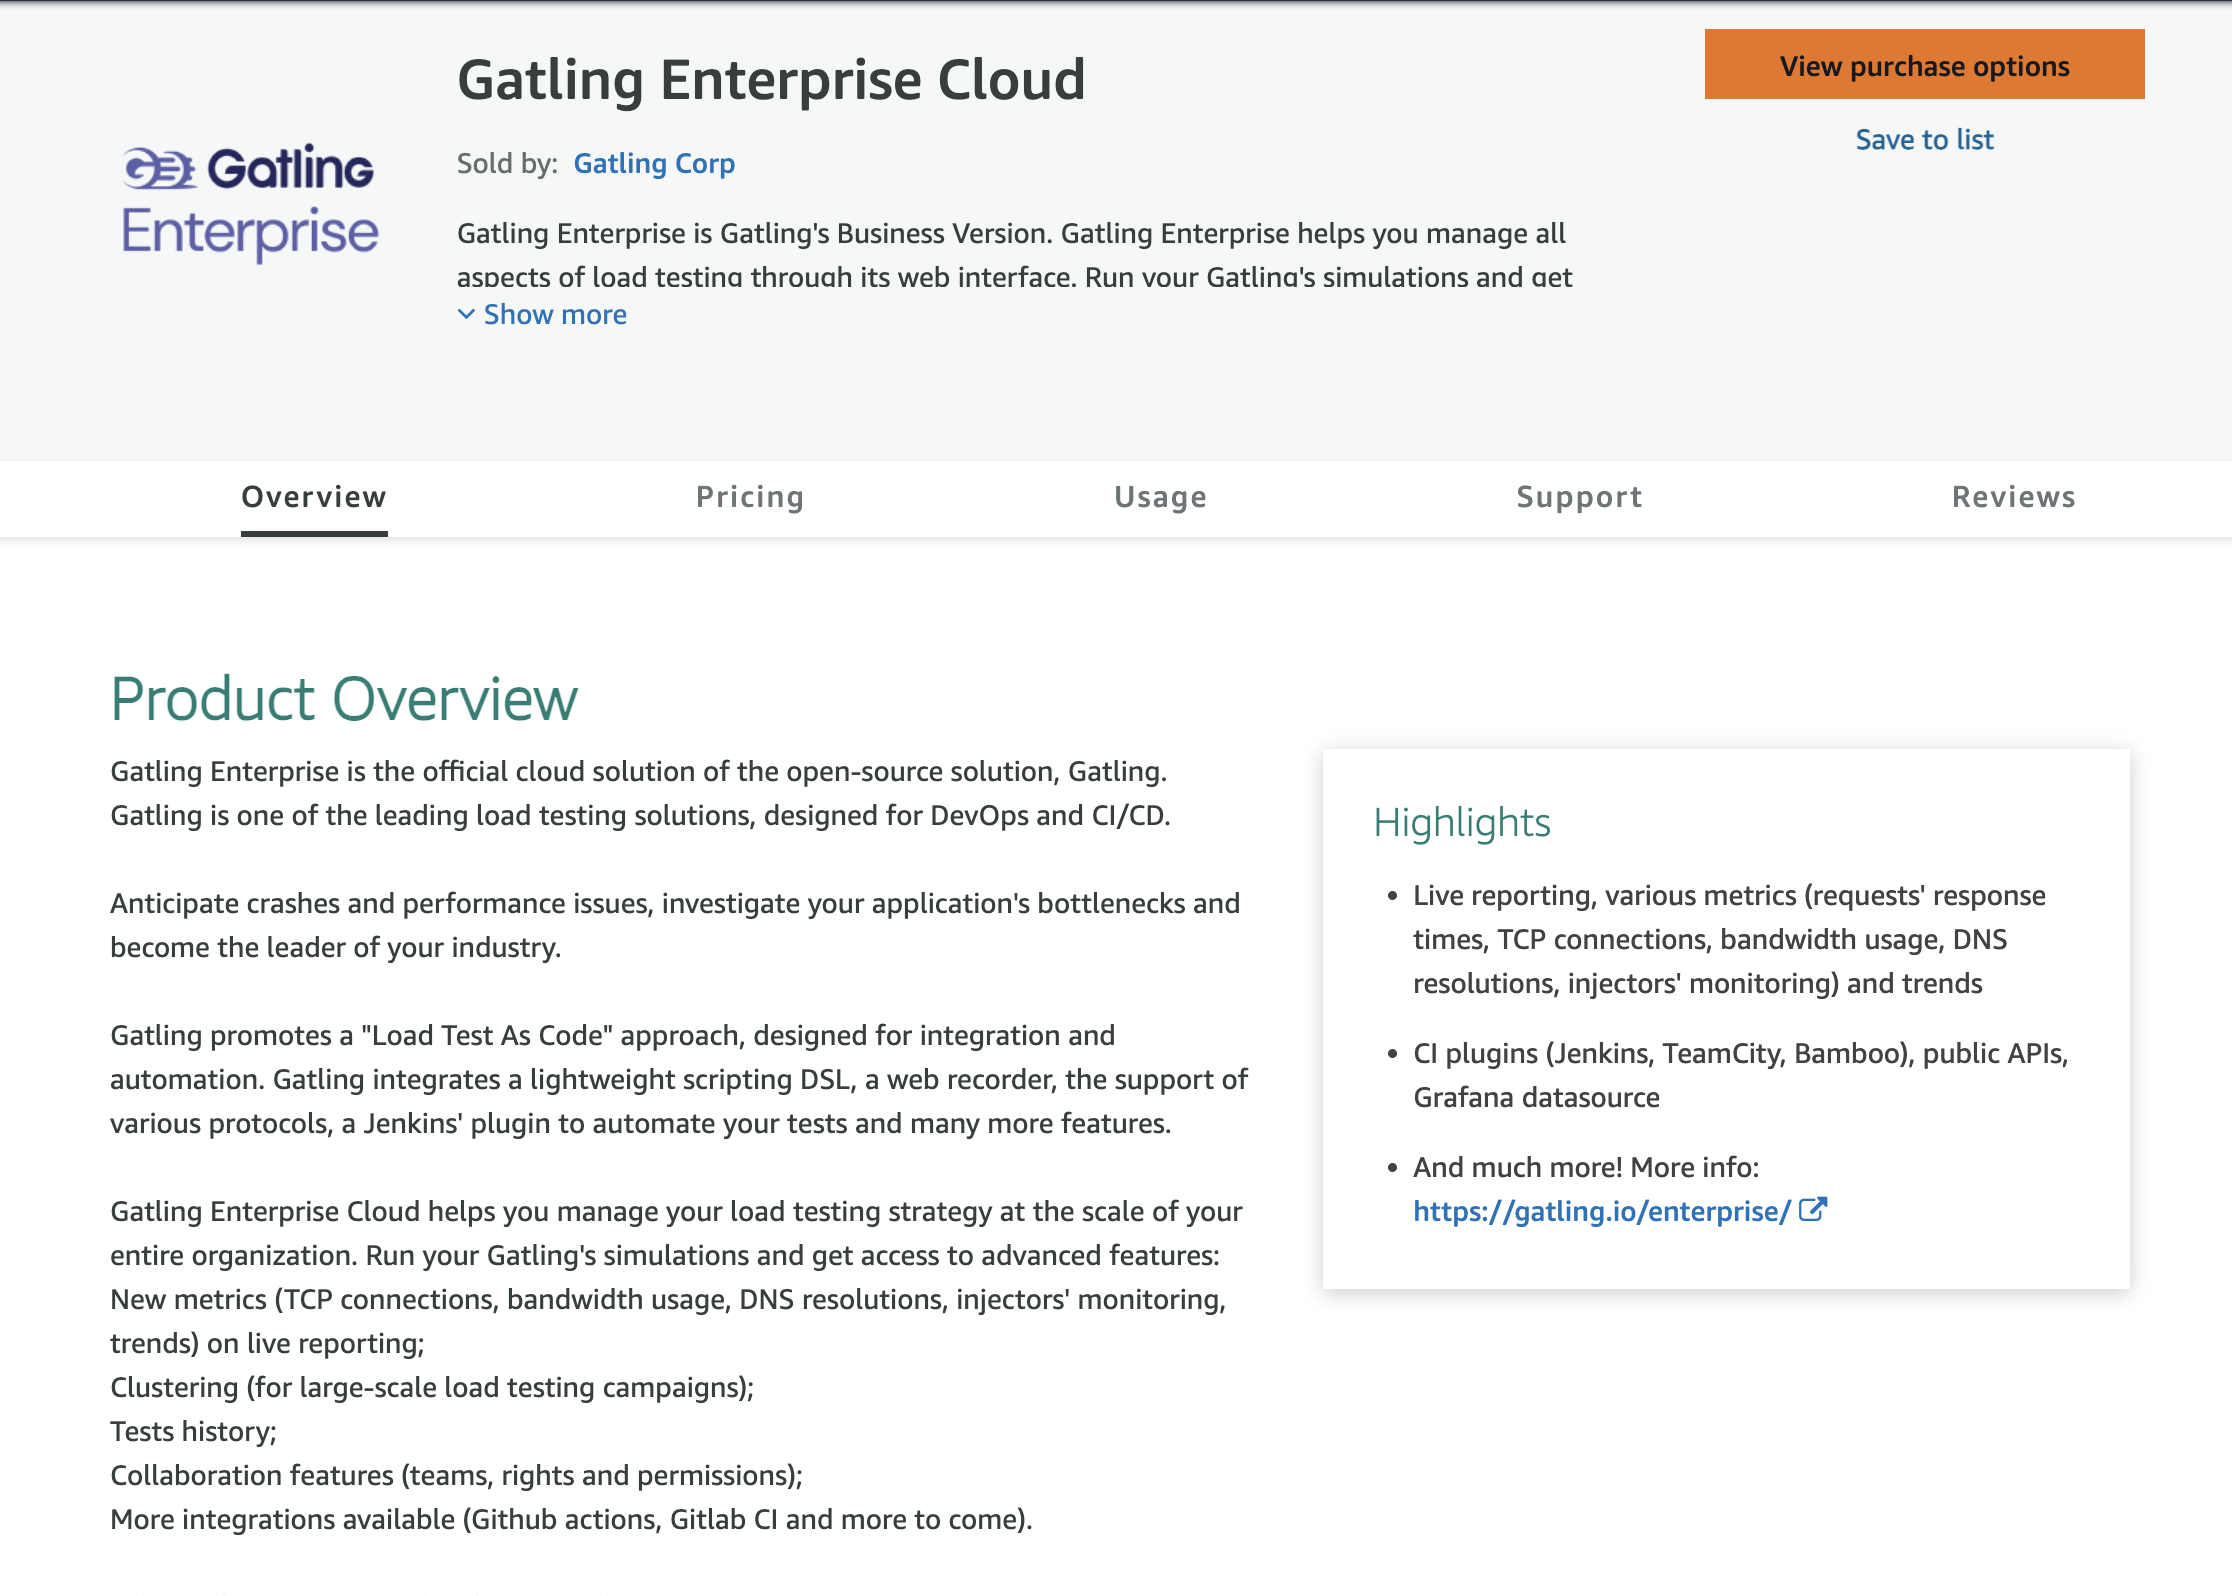 Gatling Enterprise Cloud
View purchase options
Save to list
Gatling
Enterprise
Sold by: Gatling Corp
Gatling Enterprise is Gatling's Business Version. Gatling Enterprise helps you manage all
aspects of load testing through its web interface. Run your Gatling's simulations and get
Show more
Overview
Pricing
Usage
Support
Reviews
Product Overview
Gatling Enterprise is the official cloud solution of the open-source solution, Gatling.
Gatling is one of the leading load testing solutions, designed for DevOps and CI/CD.
Anticipate crashes and performance issues, investigate your application's bottlenecks and
become the leader of your industry.
Gatling promotes a "Load Test As Code" approach, designed for integration and
automation. Gatling integrates a lightweight scripting DSL, a web recorder, the support of
various protocols, a Jenkins' plugin to automate your tests and many more features.
Gatling Enterprise Cloud helps you manage your load testing strategy at the scale of your
entire organization. Run your Gatling's simulations and get access to advanced features:
New metrics (TCP connections, bandwidth usage, DNS resolutions, injectors' monitoring,
trends) on live reporting;
Clustering (for large-scale load testing campaigns);
Tests history;
Collaboration features (teams, rights and permissions);
More integrations available (Github actions, Gitlab CI and more to come).
Highlights
• Live reporting, various metrics (requests' response
times, TCP connections, bandwidth usage, DNS
resolutions, injectors' monitoring) and trends
• CI plugins (Jenkins, TeamCity, Bamboo), public APIs,
Grafana datasource
• And much more! More info:
https://gatling.io/enterprise/